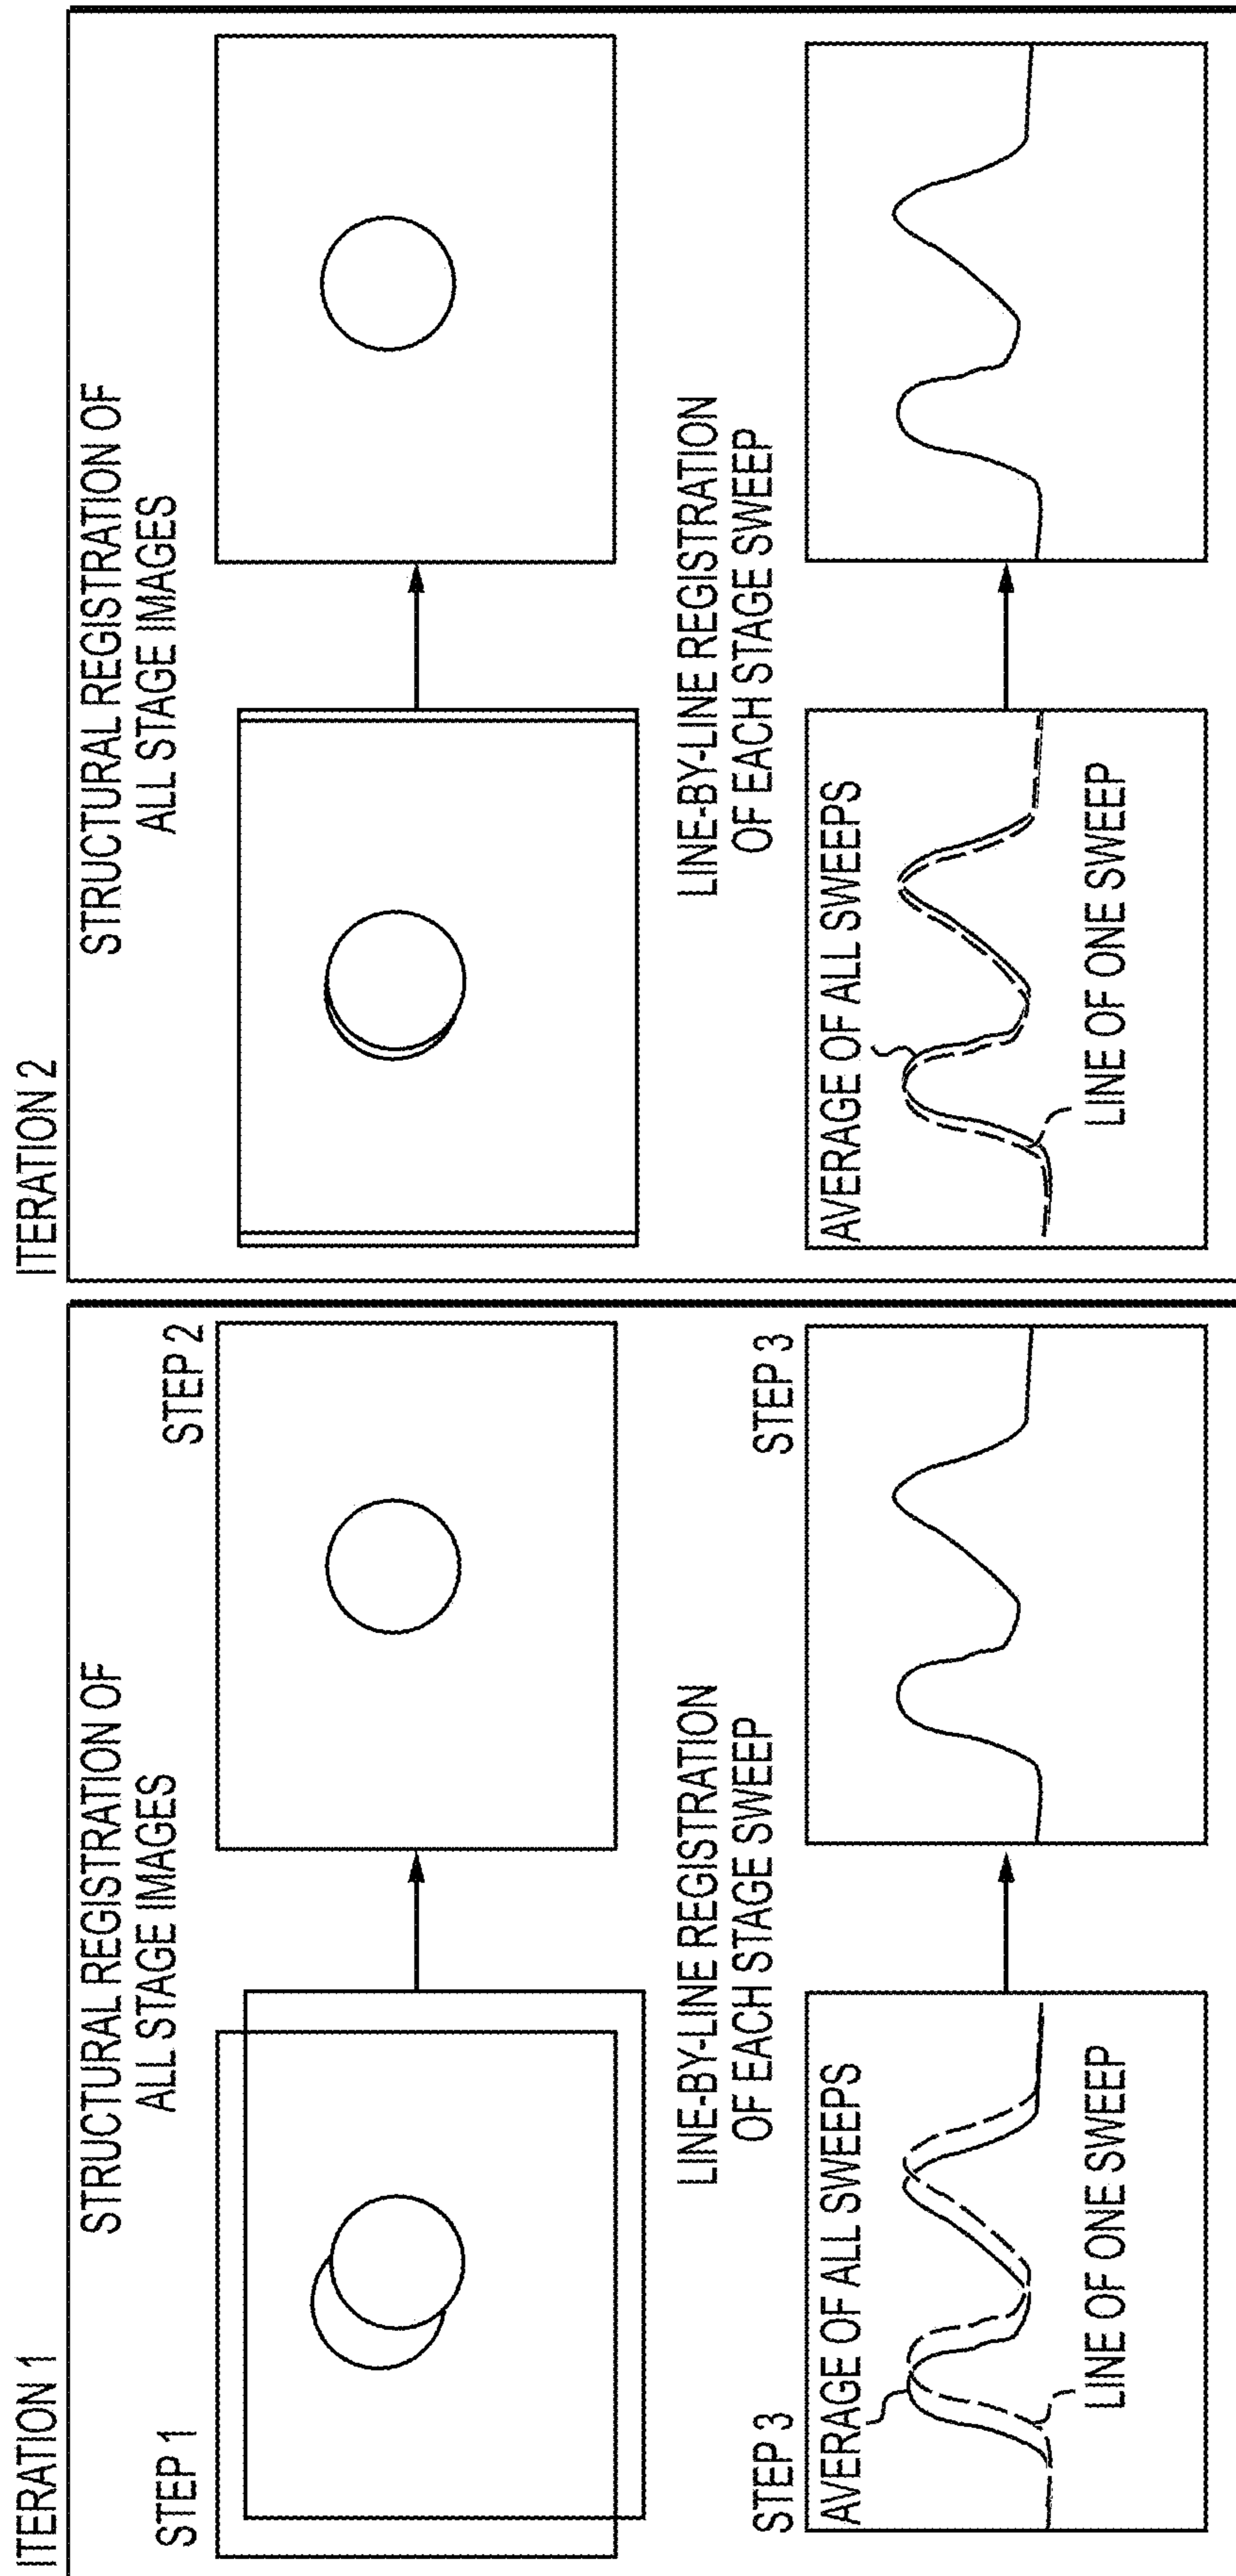 ITERATION 1
STRUCTURAL REGISTRATION OF
ALL STAGE IMAGES
STEP 1
STEP 2
LINE-BY-LINE REGISTRATION
OF EACH STAGE SWEEP
STEP 3
STEP 3
AVERAGE OF ALL SWEEPS
LINE OF ONE SWEEP
ITERATION 2
STRUCTURAL REGISTRATION OF
ALL STAGE IMAGES
LINE-BY-LINE REGISTRATION
OF EACH STAGE SWEEP
AVERAGE OF ALL SWEEPS
LINE OF ONE SWEEP